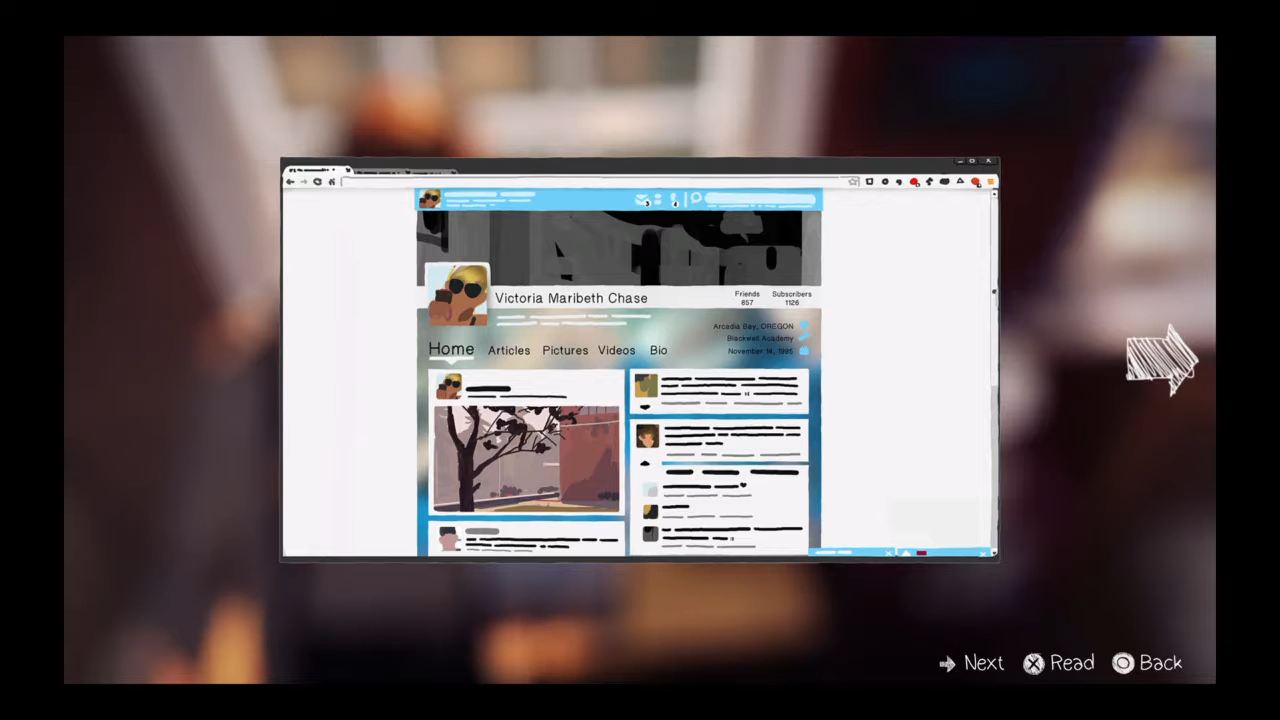 Victoria Maribeth Chase
Friends
657
Subscribers
1126
Arcadia Bay, OREGON
Blackwell Academy
November 14, 1995
Home Articles Pictures Videos Bio
Next Read Back